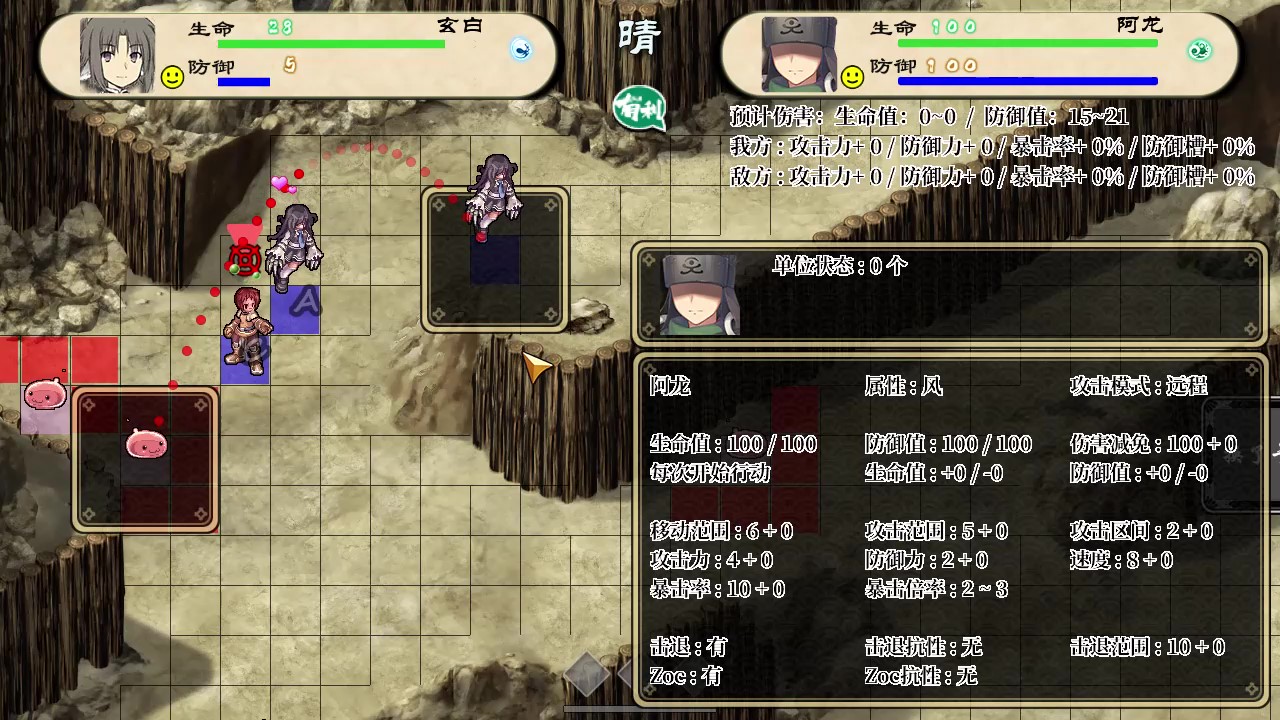 生命 28 玄白
防御 5
晴
有利
生命 100 阿龙
防御 100
预计伤害：生命值：0~0 / 防御值：15~21
我方：攻击力+ 0 / 防御力+ 0 / 暴击率+ 0% / 防御槽+ 0%
敌方：攻击力+ 0 / 防御力+ 0 / 暴击率+ 0% / 防御槽+ 0%
单位状态：0 个
A
阿龙 属性：风 攻击模式：远程
生命值：100 / 100 防御值：100 / 100 伤害减免：100 + 0
每次开始行动 生命值：+0 / -0 防御值：+0 / -0
移动范围：6 + 0 攻击范围：5 + 0 攻击区间：2 + 0
攻击力：4 + 0 防御力：2 + 0 速度：8 + 0
暴击率：10 + 0 暴击倍率：2 ~ 3
击退：有 击退抗性：无 击退范围：10 + 0
Zoc：有 Zoc抗性：无